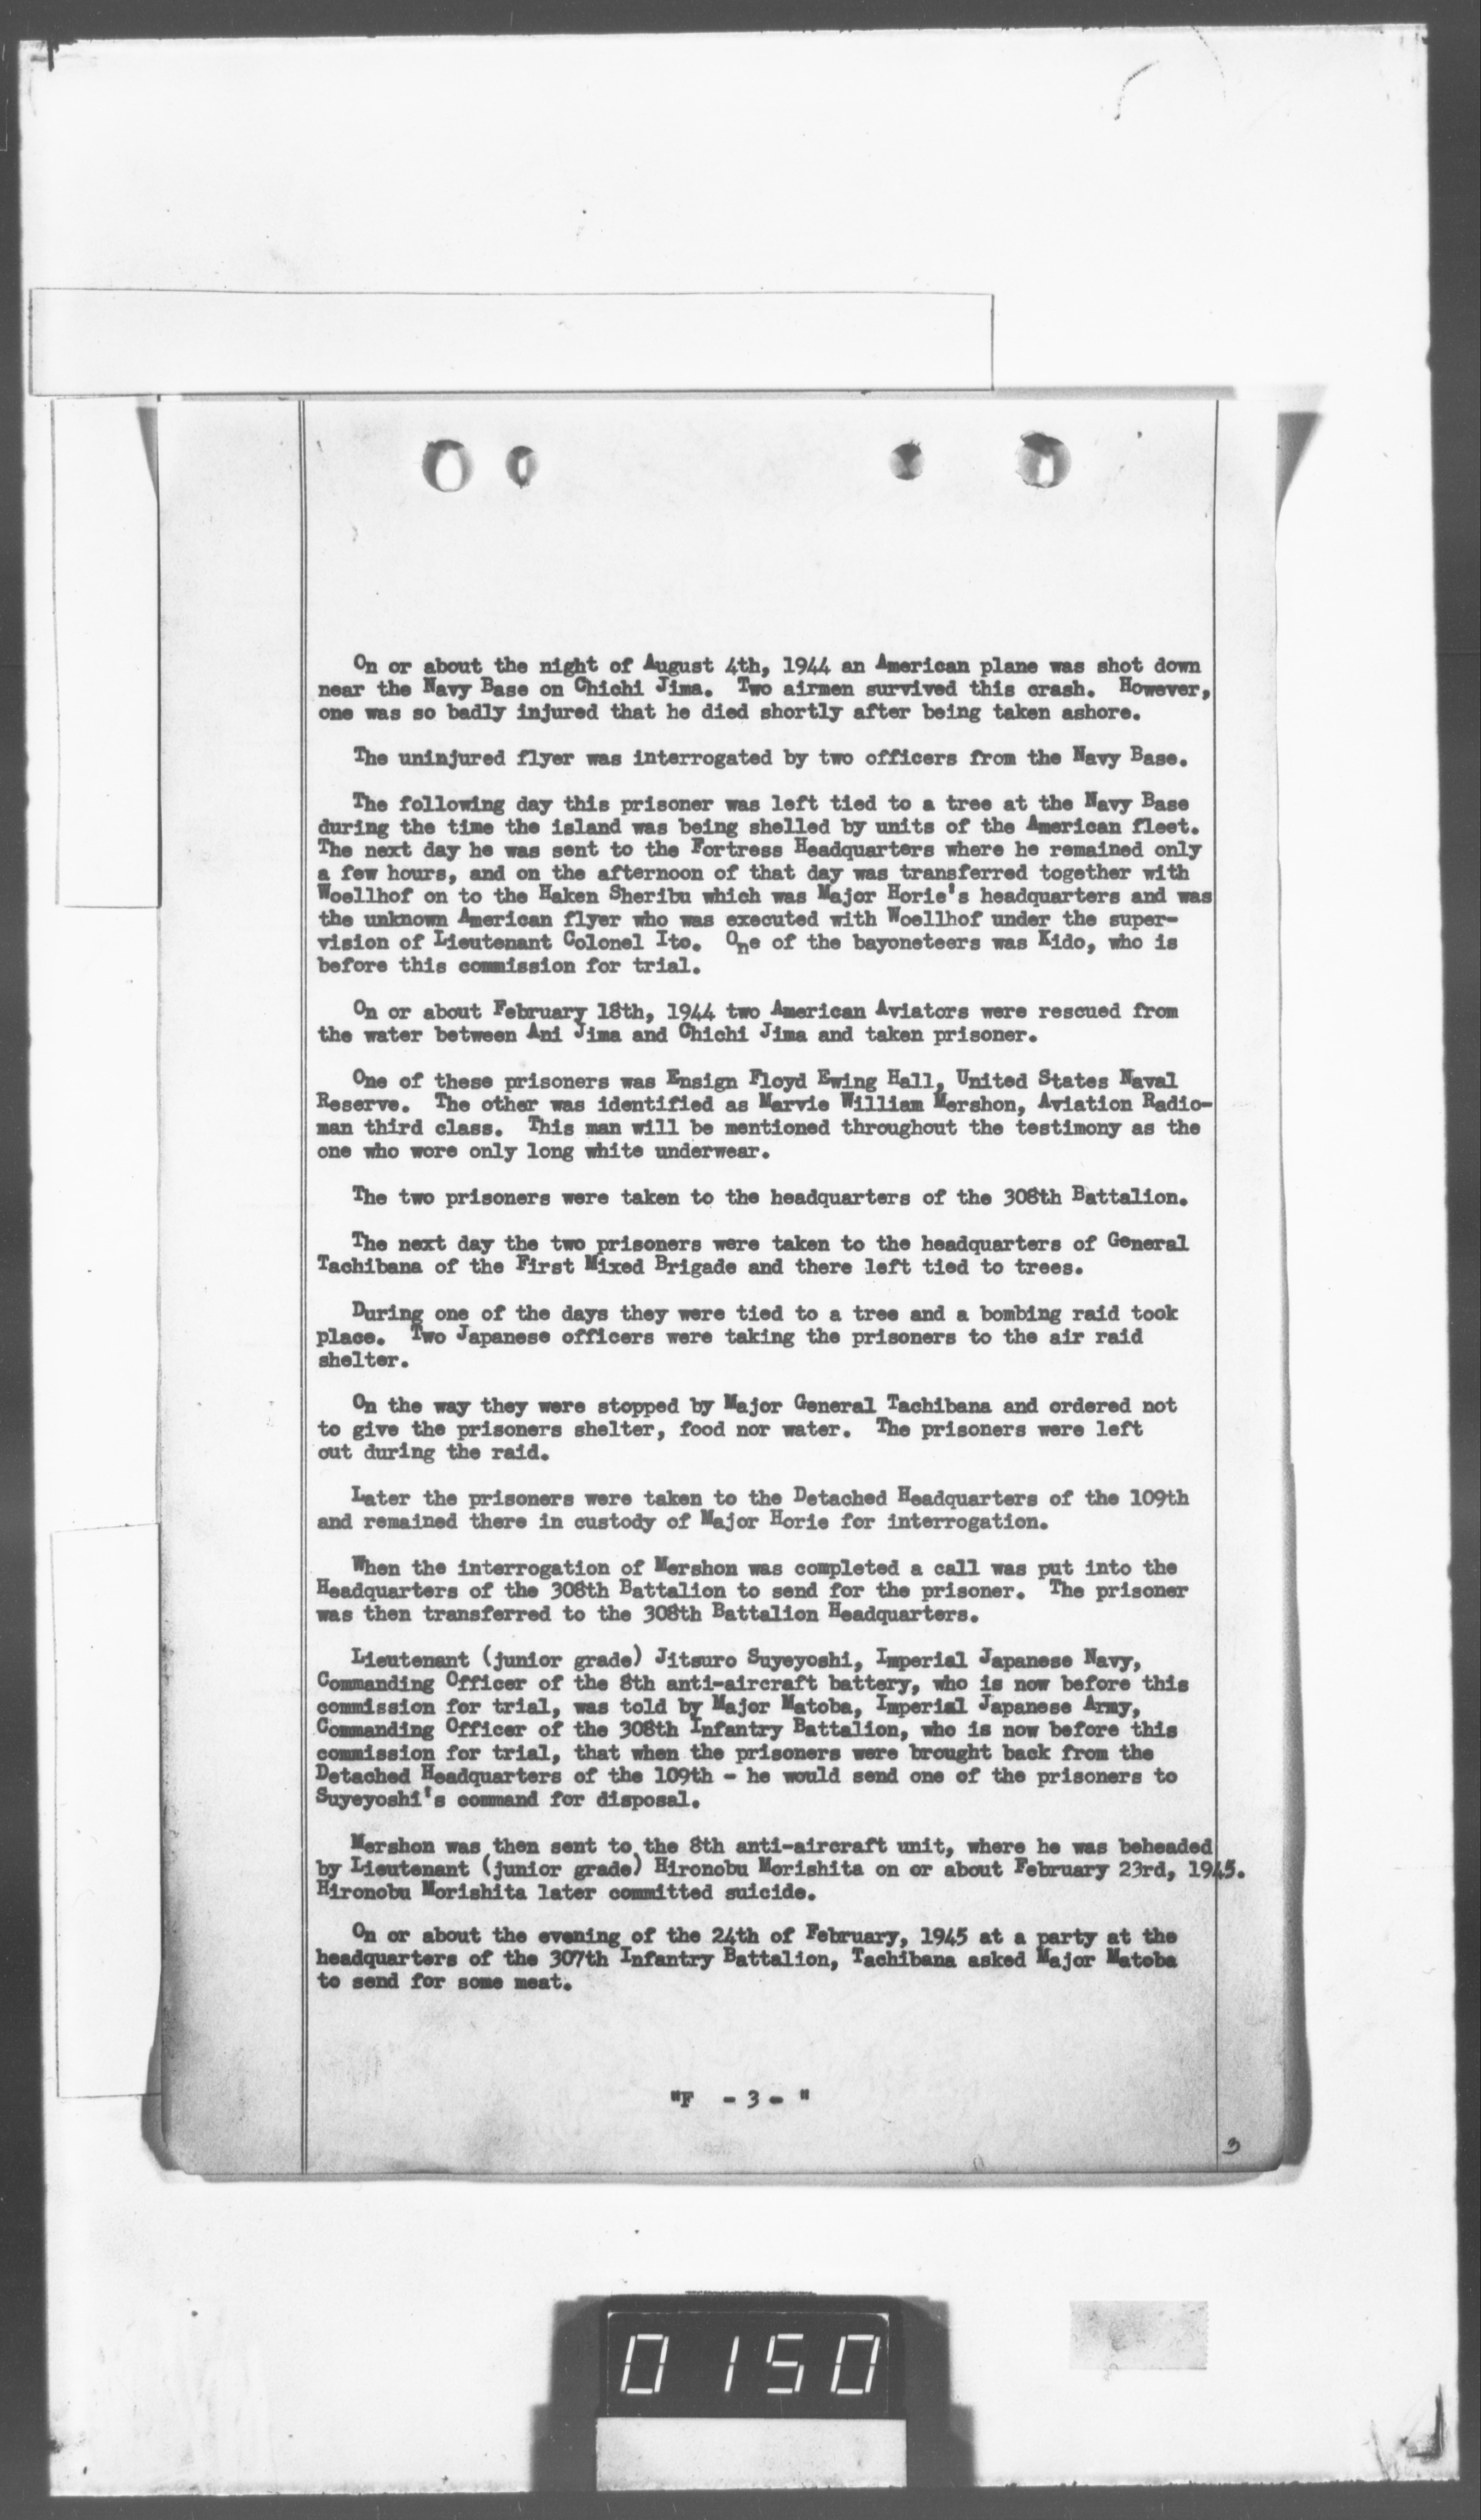 On or about the night of August 4th, 1944 an American plane was shot down
near the Navy Base on Chichi Jima. Two airmen survived this crash. However,
one was so badly injured that he died shortly after being taken ashore.
The uninjured flyer was interrogated by two officers from the Navy Base.
The following day this prisoner was left tied to a tree at the Navy Base
during the time the island was being shelled by units of the American fleet.
The next day he was sent to the Fortress Headquarters where he remained only
a few hours, and on the afternoon of that day was transferred together with
Woellhof on to the Haken Sheribu which was Major Horie's headquarters and was
the unknown American flyer who was executed with Woellhof under the super-
vision of Lieutenant Colonel Ito. One of the bayoneteers was Kido, who is
before this commission for trial.
On or about February 18th, 1944 two American Aviators were rescued from
the water between Ani Jima and Chichi Jima and taken prisoner.
One of these prisoners was Ensign Floyd Ewing Hall, United States Naval
Reserve. The other was identified as Marvie William Mershon, Aviation Radio-
man third class. This man will be mentioned throughout the testimony as the
one who wore only long white underwear.
The two prisoners were taken to the headquarters of the 308th Battalion.
The next day the two prisoners were taken to the headquarters of General
Tachibana of the First Mixed Brigade and there left tied to trees.
During one of the days they were tied to a tree and a bombing raid took
place. Two Japanese officers were taking the prisoners to the air raid
shelter.
On the way they were stopped by Major General Tachibana and ordered not
to give the prisoners shelter, food nor water. The prisoners were left
out during the raid.
Later the prisoners were taken to the Detached Headquarters of the 109th
and remained there in custody of Major Horie for interrogation.
When the interrogation of Mershon was completed a call was put into the
Headquarters of the 308th Battalion to send for the prisoner. The prisoner
was then transferred to the 308th Battalion Headquarters.
Lieutenant (junior grade) Jitsuro Suyeyoshi, Imperial Japanese Navy,
Commanding Officer of the 8th anti-aircraft battery, who is now before this
commission for trial, was told by Major Matoba, Imperial Japanese Army,
Commanding Officer of the 308th Infantry Battalion, who is now before this
commission for trial, that when the prisoners were brought back from the
Detached Headquarters of the 109th - he would send one of the prisoners to
Suyeyoshi's command for disposal.
Mershon was then sent to the 8th anti-aircraft unit, where he was beheaded
by Lieutenant (junior grade) Hironobu Morishita on or about February 23rd, 1945.
Hironobu Morishita later committed suicide.
On or about the evening of the 24th of February, 1945 at a party at the
headquarters of the 307th Infantry Battalion, Tachibana asked Major Matoba
to send for some meat.
"F - 3 - "
3
0150